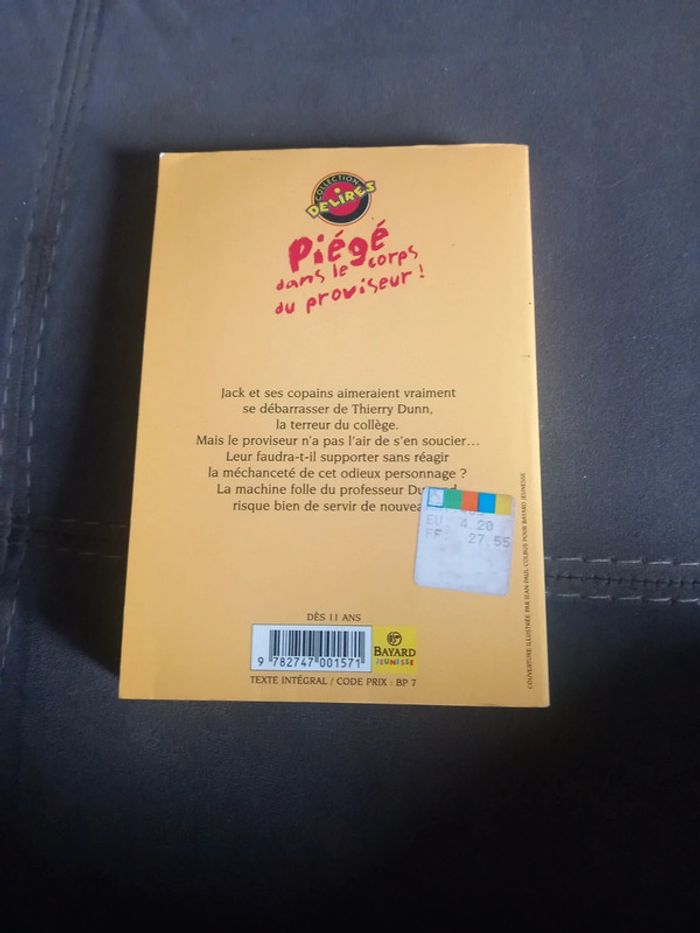 COLLECTION
DÉLIRES
Piégé
dans le corps
du proviseur !
Jack et ses copains aimeraient vraiment
se débarrasser de Thierry Dunn,
la terreur du collège.
Mais le proviseur n'a pas l'air de s'en soucier…
Leur faudra-t-il supporter sans réagir
la méchanceté de cet odieux personnage ?
La machine folle du professeur
risque bien de servir de nouveau
EU 4.20
FF 27.55
DÈS 11 ANS
9 782747 001571
BAYARD
JEUNESSE
TEXTE INTÉGRAL / CODE PRIX : BP 7
COUVERTURE ILLUSTRÉE PAR JEAN-PAUL COLBUS POUR BAYARD JEUNESSE